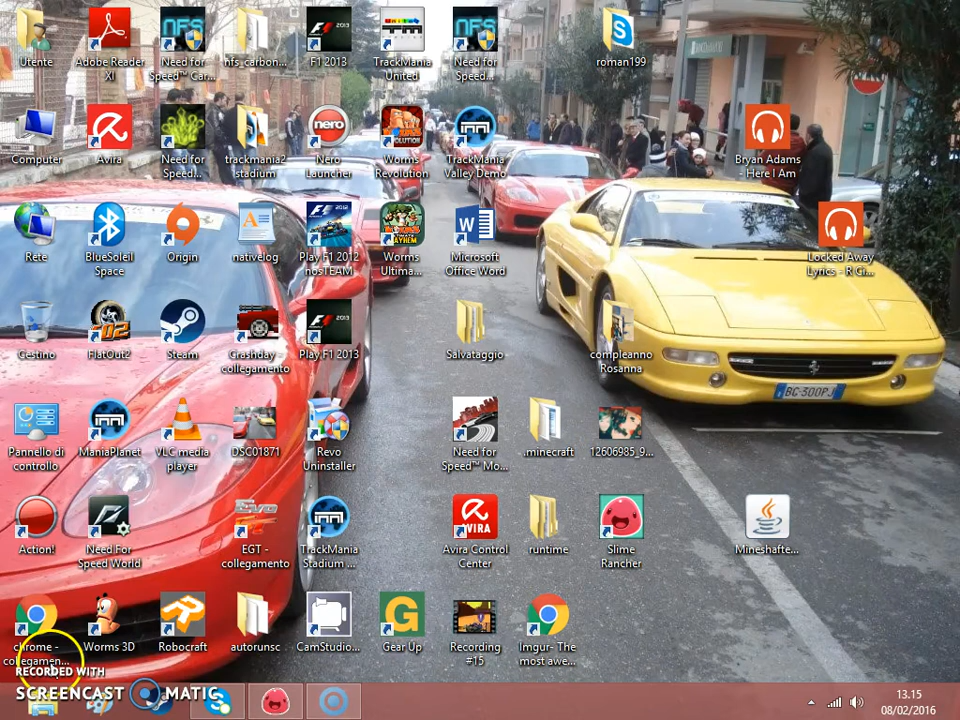 Utente
Adobe Reader
XI
Need for
Speed™ Car...
nfs_carbon...
F1 2013
TrackMania
United
Need for
Speed...
roman199
Computer
Avira
Need for
Speed...
trackmania2
stadium
Nero
Launcher
Worms
Revolution
TrackMania
Valley Demo
Bryan Adams
- Here I Am
Rete
BlueSoleil
Space
Origin
nativelog
Play F1 2012
nosTEAM
Worms
Ultima...
Microsoft
Office Word
Locked Away
Lyrics - R Ci...
Cestino
FlatOut2
Steam
Crashday -
collegamento
Play F1 2013
Salvataggio
compleanno
Rosanna
BC·300PJ
Pannello di
controllo
ManiaPlanet
VLC media
player
DSC01871
Revo
Uninstaller
Need for
Speed™ Mo...
.minecraft
12606985_9...
Action!
Need For
Speed World
EGT -
collegamento
TrackMania
Stadium ...
Avira Control
Center
runtime
Slime
Rancher
Mineshafte...
chrome -
collegamen...
Worms 3D
Robocraft
autorunsc
CamStudio...
Gear Up
Recording
#15
Imgur- The
most awe...
RECORDED WITH
SCREENCAST MATIC
13.15
08/02/2016